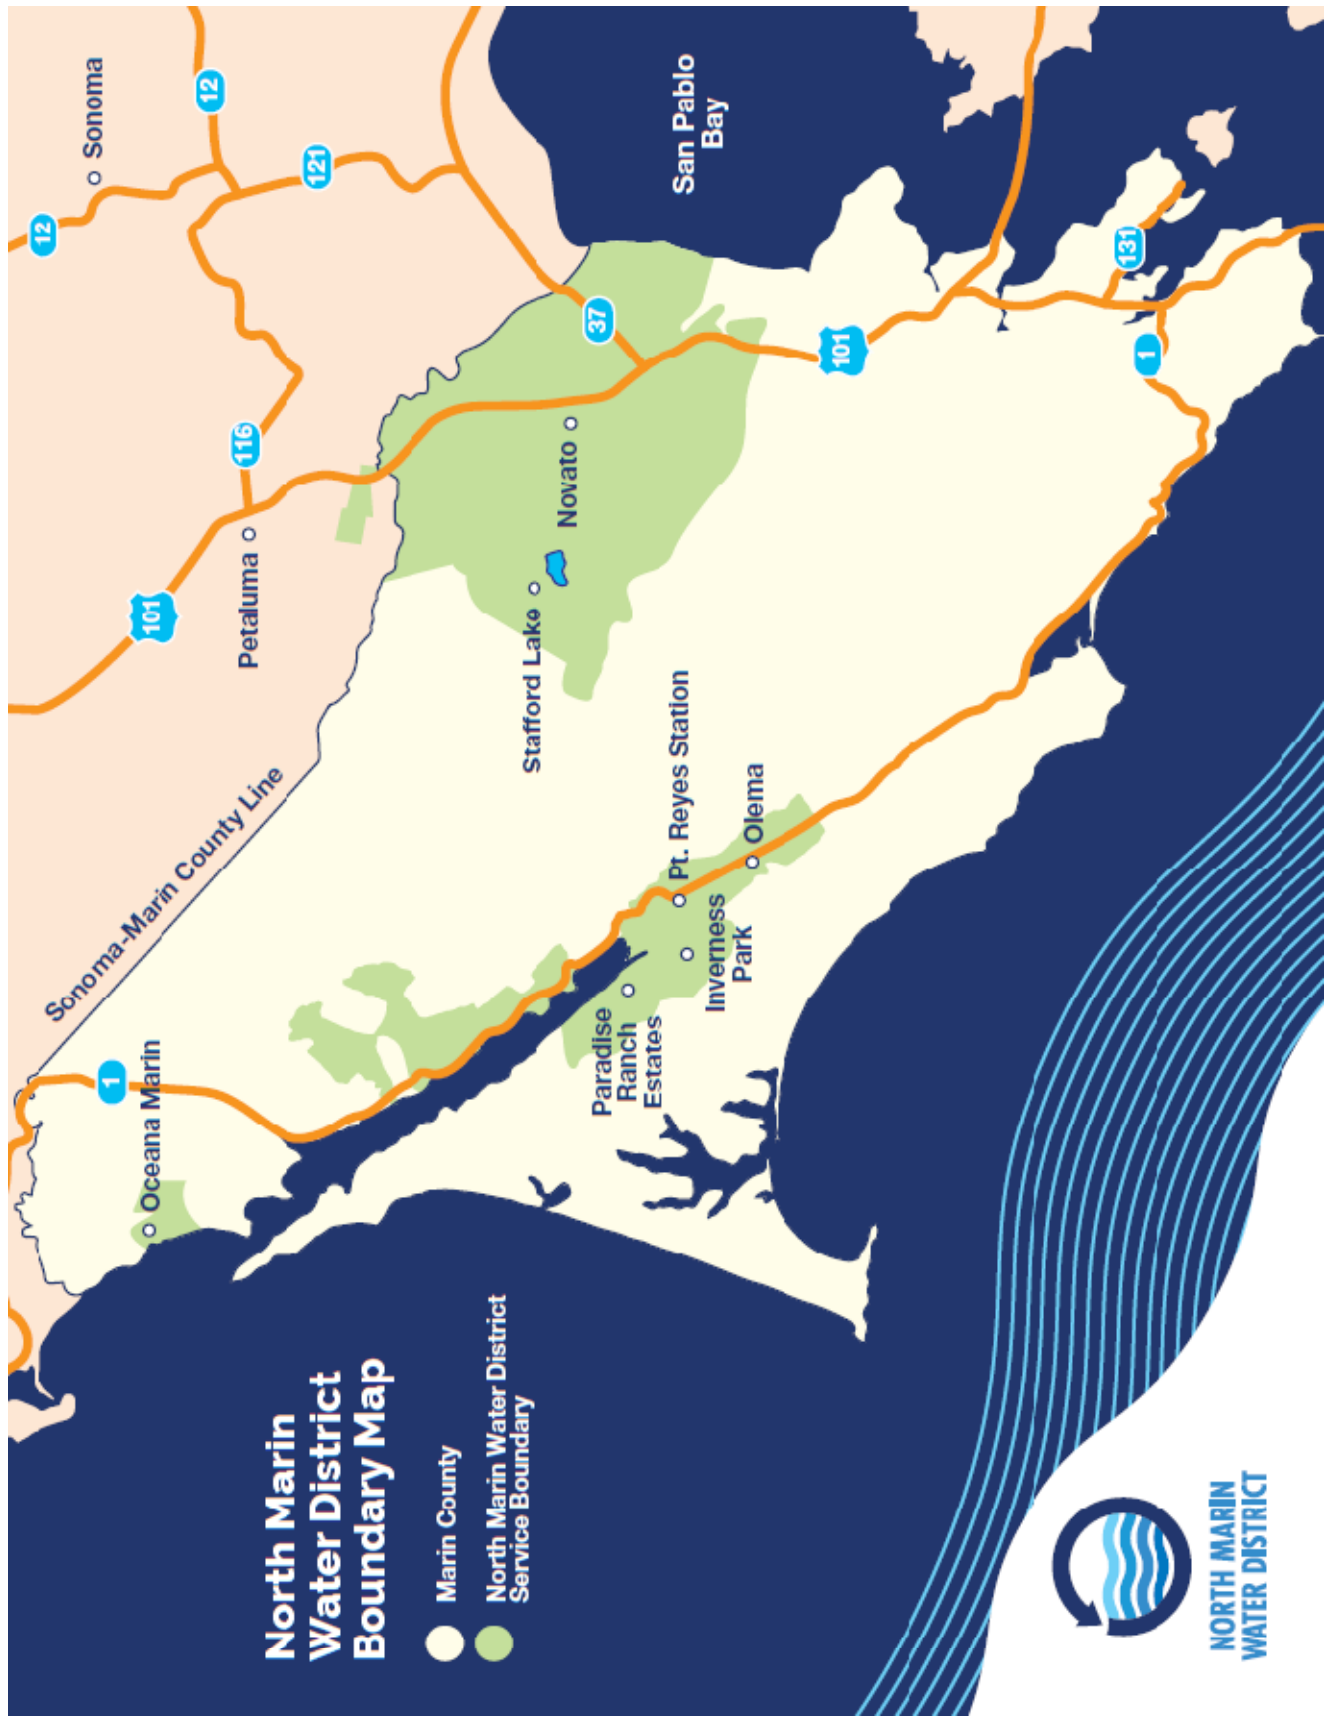 North Marin
Water District
Boundary Map
Marin County
North Marin Water District
Service Boundary
Sonoma-Marin County Line
Oceana Marin
1
101
Petaluma
116
12
Sonoma
12
121
37
Stafford Lake
Novato
San Pablo
Bay
Pt. Reyes Station
Olema
Inverness
Park
Paradise
Ranch
Estates
101
131
1
NORTH MARIN
WATER DISTRICT